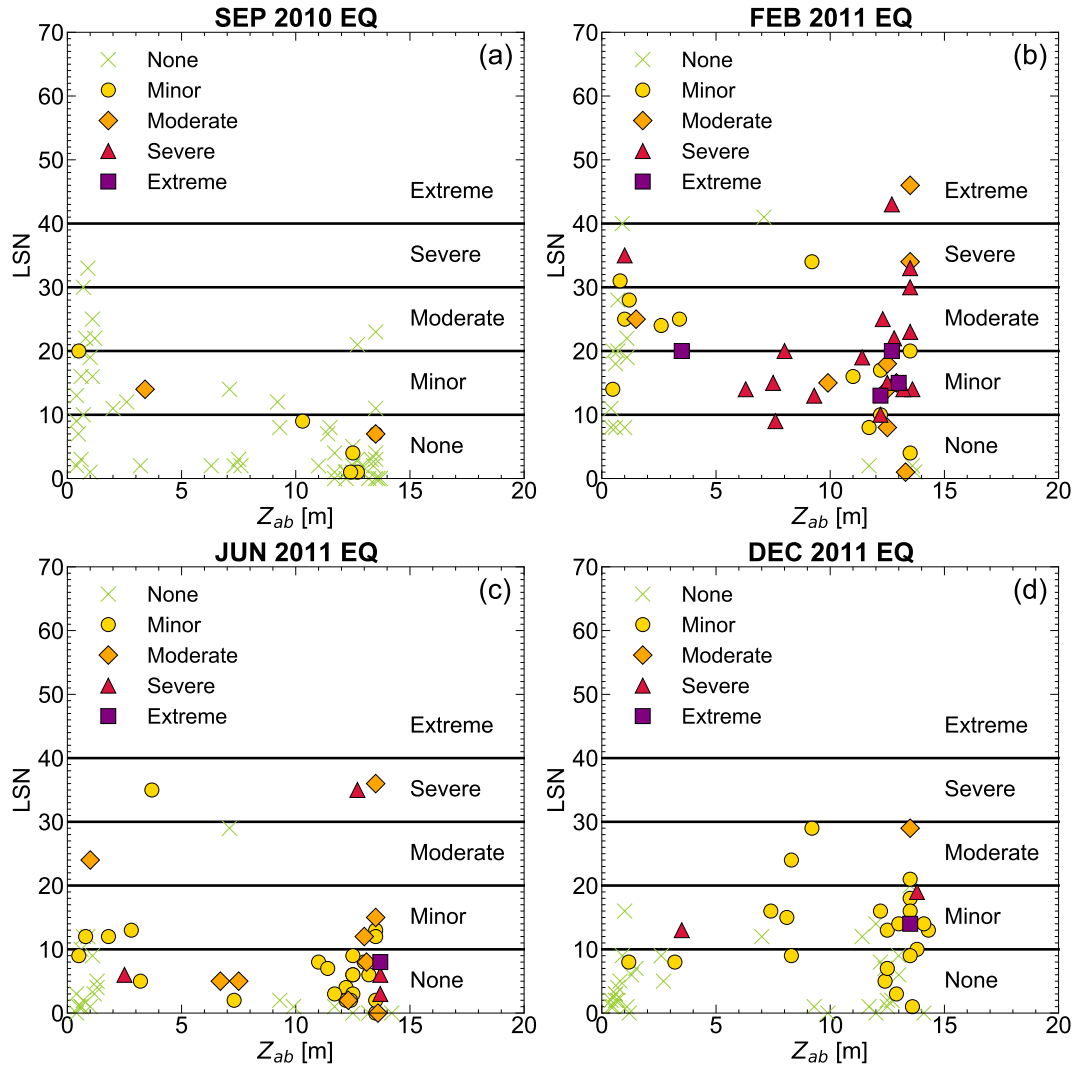 SEP 2010 EQ
(a)
None
Minor
Moderate
Severe
Extreme
Extreme
Severe
Moderate
Minor
None
70
60
50
40
30
20
10
0
LSN
0 5 10 15 20
Z_ab [m]
FEB 2011 EQ
(b)
None
Minor
Moderate
Severe
Extreme
Extreme
Severe
Moderate
Minor
None
70
60
50
40
30
20
10
0
LSN
0 5 10 15 20
Z_ab [m]
JUN 2011 EQ
(c)
None
Minor
Moderate
Severe
Extreme
Extreme
Severe
Moderate
Minor
None
70
60
50
40
30
20
10
0
LSN
0 5 10 15 20
Z_ab [m]
DEC 2011 EQ
(d)
None
Minor
Moderate
Severe
Extreme
Extreme
Severe
Moderate
Minor
None
70
60
50
40
30
20
10
0
LSN
0 5 10 15 20
Z_ab [m]